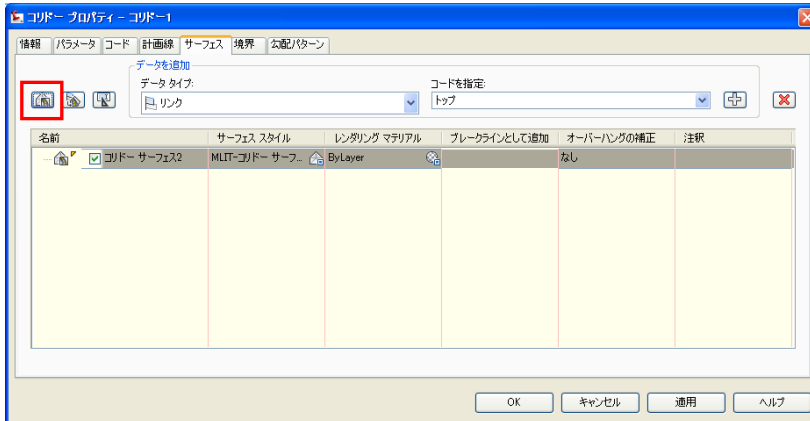 コリドー プロパティ - コリドー1
情報 パラメータ コード 計画線 サーフェス 境界 勾配パターン
データを追加
データ タイプ: コードを指定:
リンク トップ
名前 サーフェス スタイル レンダリング マテリアル ブレークラインとして追加 オーバーハングの補正 注釈
コリドー サーフェス2 MLIT-コリドー サーフ... ByLayer なし
OK キャンセル 適用 ヘルプ